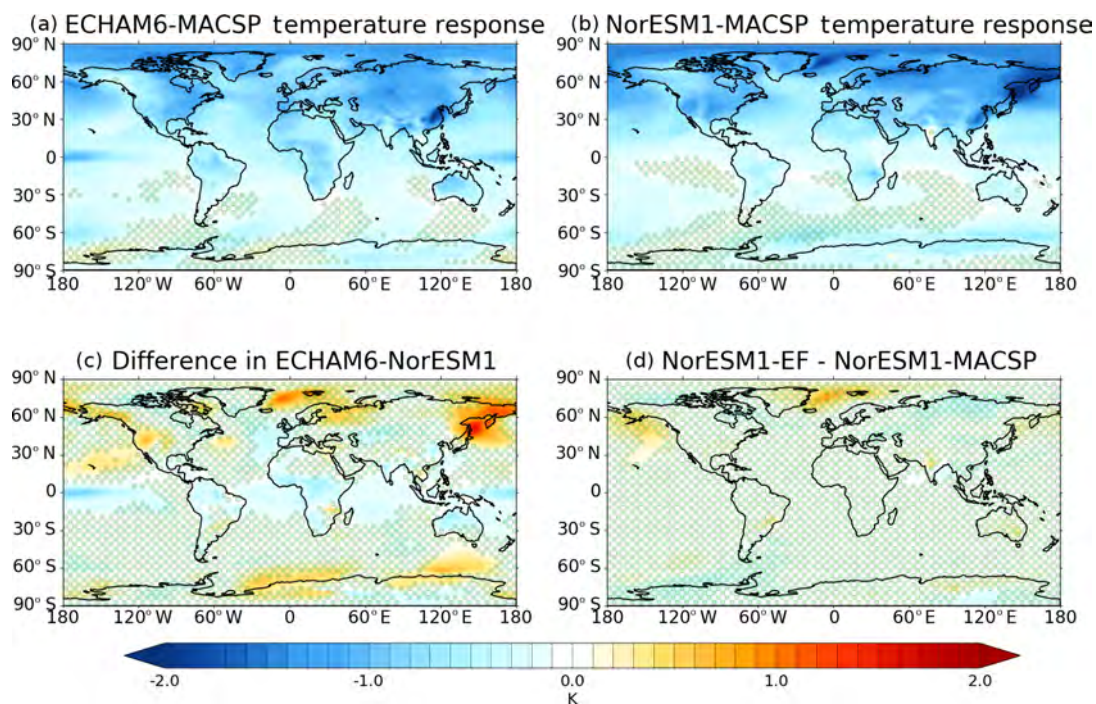 (a) ECHAM6-MACSP temperature response
90° N
60° N
30° N
0
30° S
60° S
90° S
180 120° W 60° W 0 60° E 120° E 180
(b) NorESM1-MACSP temperature response
90° N
60° N
30° N
0
30° S
60° S
90° S
180 120° W 60° W 0 60° E 120° E 180
(c) Difference in ECHAM6-NorESM1
90° N
60° N
30° N
0
30° S
60° S
90° S
180 120° W 60° W 0 60° E 120° E 180
(d) NorESM1-EF - NorESM1-MACSP
90° N
60° N
30° N
0
30° S
60° S
90° S
180 120° W 60° W 0 60° E 120° E 180
-2.0 -1.0 0.0 1.0 2.0
K